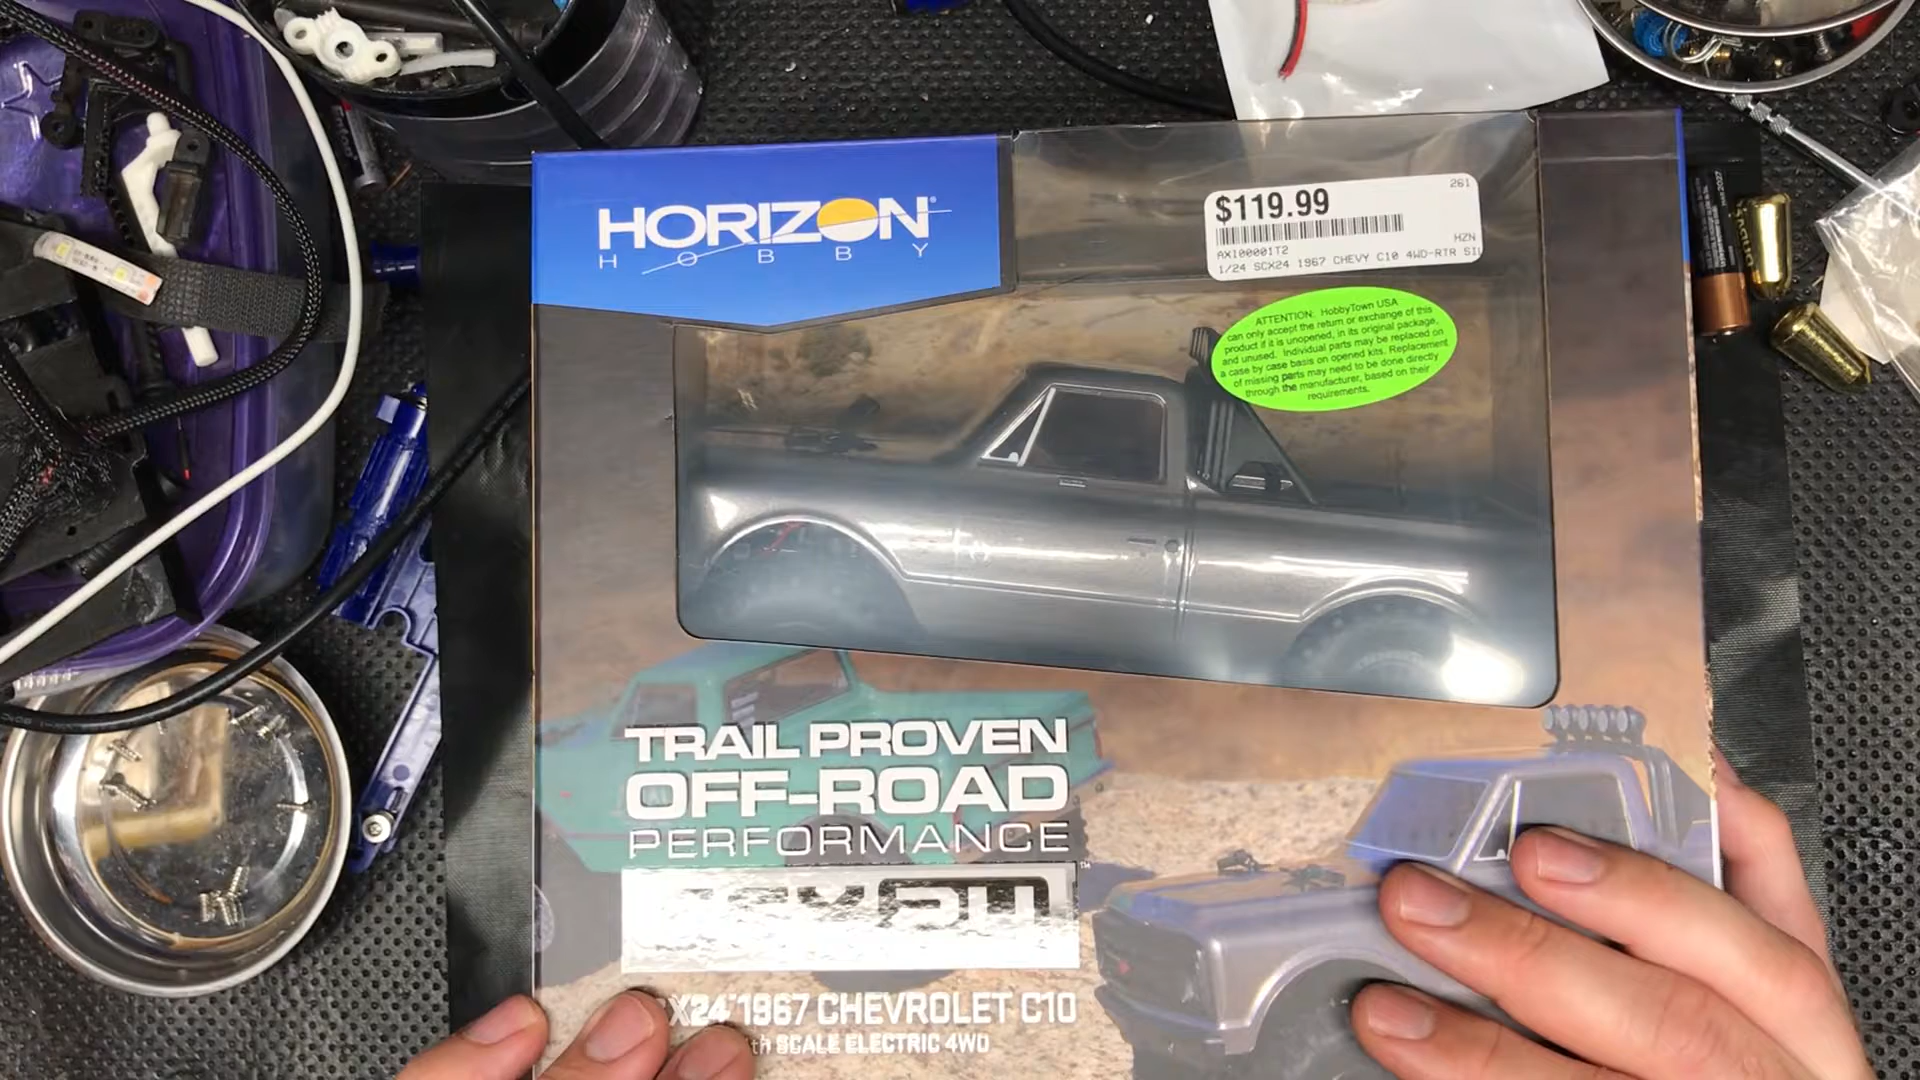 HORIZON
HOBBY
$119.99
261
HZN
AXI00001T2
1/24 SCX24 1967 CHEVY C10 4WD-RTR SIL
ATTENTION: HobbyTown USA
can only accept the return or exchange of this
product if it is unopened, in its original package,
and unused. Individual parts may be replaced on
a case by case basis on opened kits. Replacement
of missing parts may need to be done directly
through the manufacturer, based on their
requirements.
TRAIL PROVEN
OFF-ROAD
PERFORMANCE
X24 1967 CHEVROLET C10
th SCALE ELECTRIC 4WD